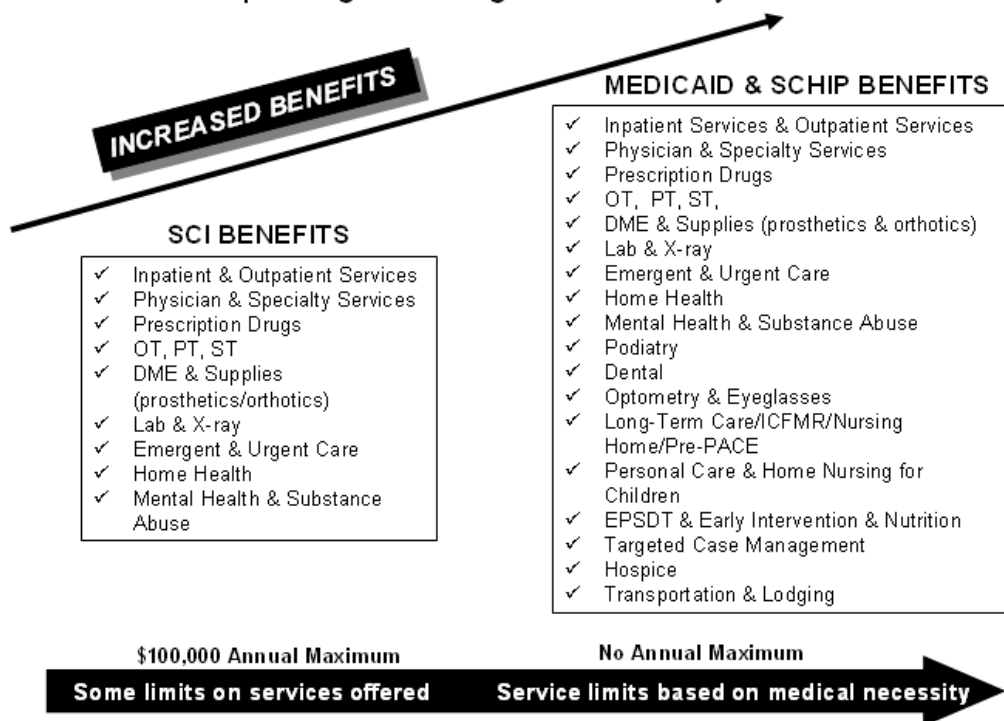 INCREASED BENEFITS
MEDICAID & SCHIP BENEFITS
✓ Inpatient Services & Outpatient Services
✓ Physician & Specialty Services
✓ Prescription Drugs
✓ OT, PT, ST,
✓ DME & Supplies (prosthetics & orthotics)
✓ Lab & X-ray
✓ Emergent & Urgent Care
✓ Home Health
✓ Mental Health & Substance Abuse
✓ Podiatry
✓ Dental
✓ Optometry & Eyeglasses
✓ Long-Term Care/ICFMR/Nursing
Home/Pre-PACE
✓ Personal Care & Home Nursing for
Children
✓ EPSDT & Early Intervention & Nutrition
✓ Targeted Case Management
✓ Hospice
✓ Transportation & Lodging
SCI BENEFITS
✓ Inpatient & Outpatient Services
✓ Physician & Specialty Services
✓ Prescription Drugs
✓ OT, PT, ST
✓ DME & Supplies
(prosthetics/orthotics)
✓ Lab & X-ray
✓ Emergent & Urgent Care
✓ Home Health
✓ Mental Health & Substance
Abuse
$100,000 Annual Maximum
No Annual Maximum
Some limits on services offered
Service limits based on medical necessity